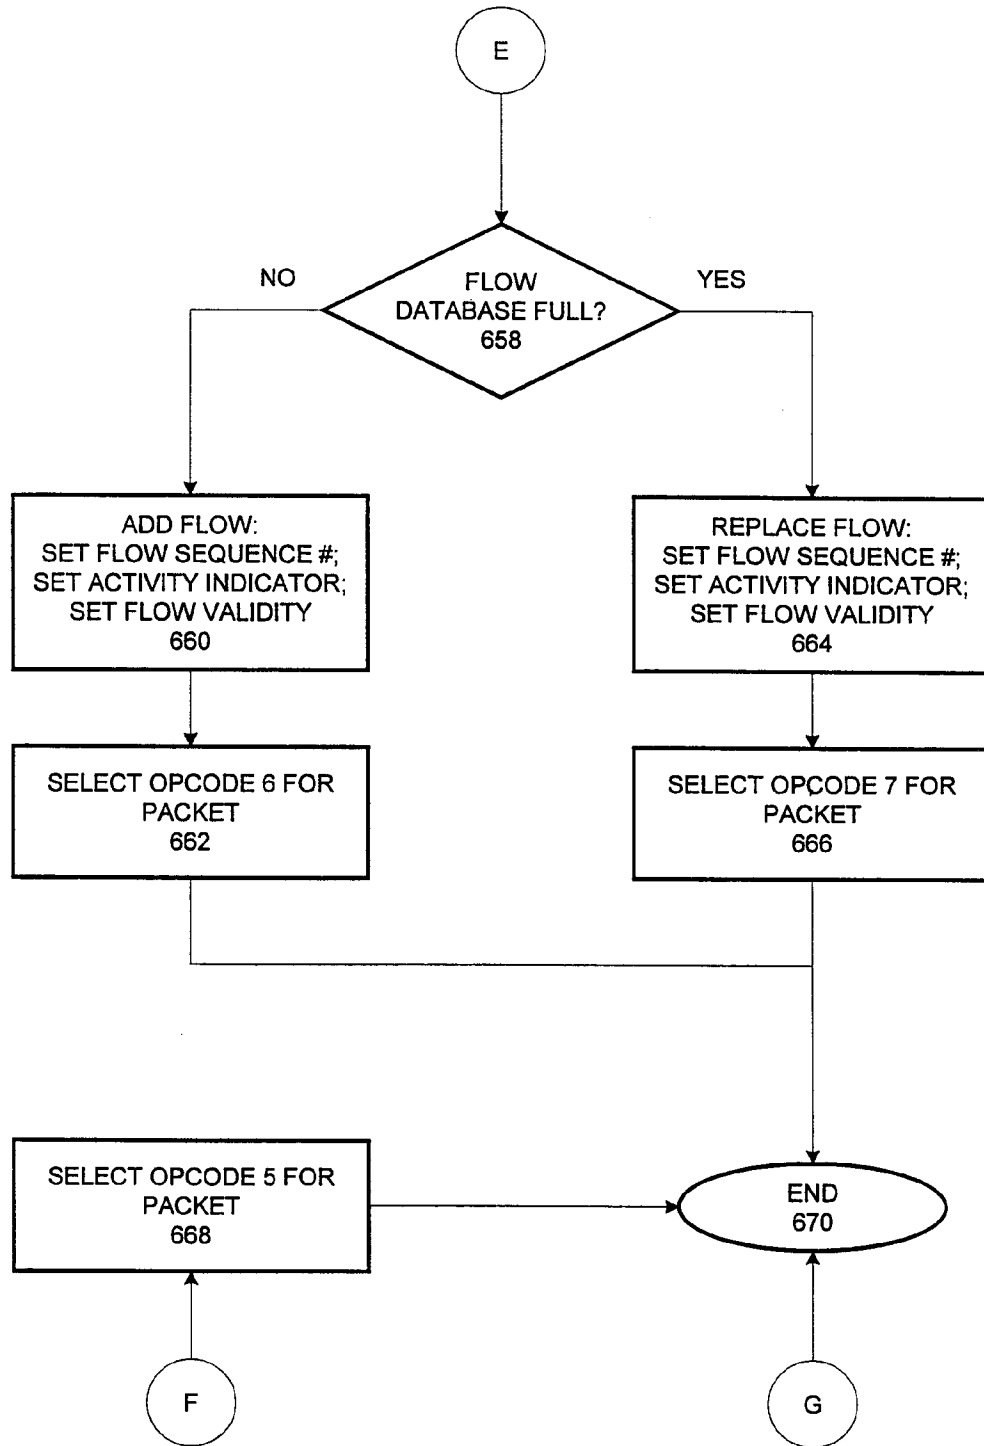 E
NO
YES
FLOW
DATABASE FULL?
658
ADD FLOW:
SET FLOW SEQUENCE #;
SET ACTIVITY INDICATOR;
SET FLOW VALIDITY
660
REPLACE FLOW:
SET FLOW SEQUENCE #;
SET ACTIVITY INDICATOR;
SET FLOW VALIDITY
664
SELECT OPCODE 6 FOR
PACKET
662
SELECT OPCODE 7 FOR
PACKET
666
SELECT OPCODE 5 FOR
PACKET
668
END
670
F
G